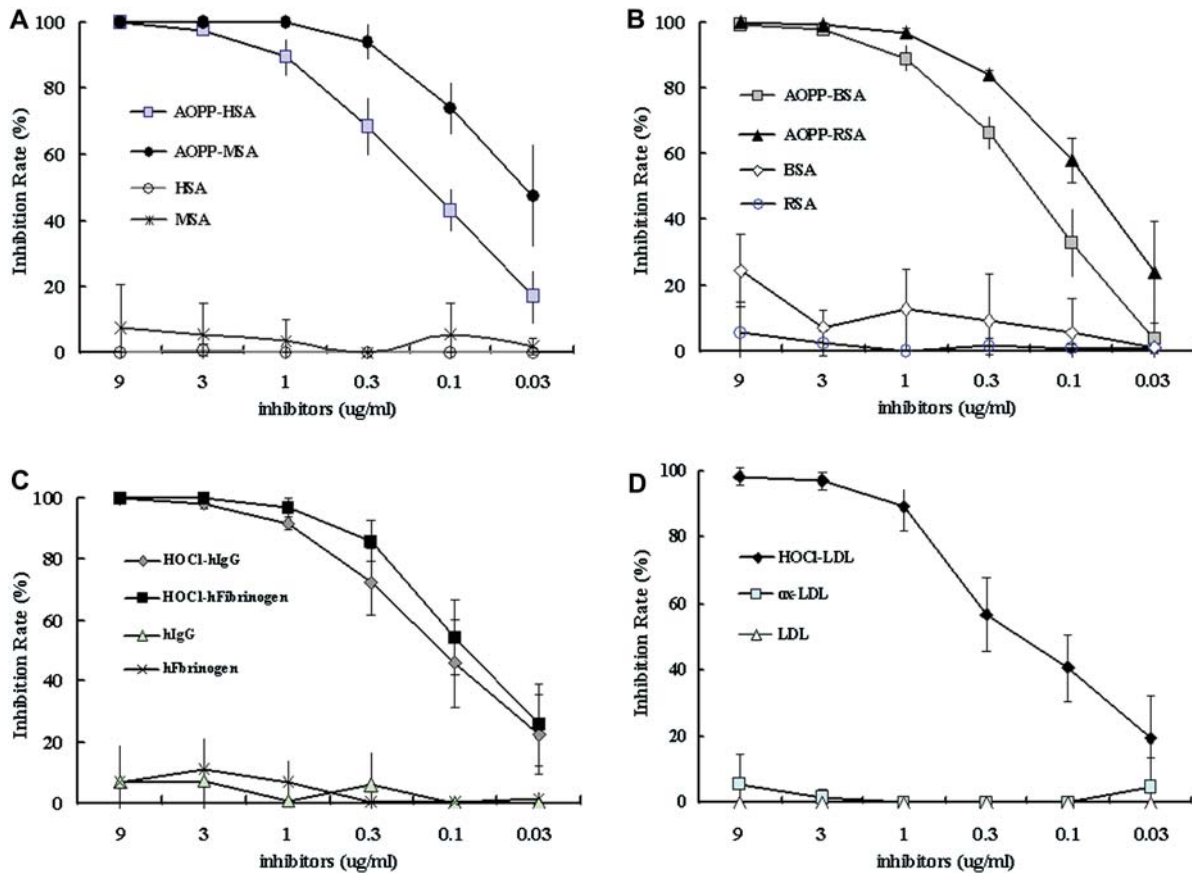 A
Inhibition Rate (%)
100
80
60
40
20
0
AOPP-HSA
AOPP-MSA
HSA
MSA
9 3 1 0.3 0.1 0.03
inhibitors (ug/ml)
B
Inhibition Rate (%)
100
80
60
40
20
0
AOPP-BSA
AOPP-RSA
BSA
RSA
9 3 1 0.3 0.1 0.03
inhibitors (ug/ml)
C
Inhibition Rate (%)
100
80
60
40
20
0
HOCl-hIgG
HOCl-hFibrinogen
hIgG
hFbrinogen
9 3 1 0.3 0.1 0.03
inhibitors (ug/ml)
D
Inhibition Rate (%)
100
80
60
40
20
0
HOCl-LDL
ox-LDL
LDL
9 3 1 0.3 0.1 0.03
inhibitors (ug/ml)